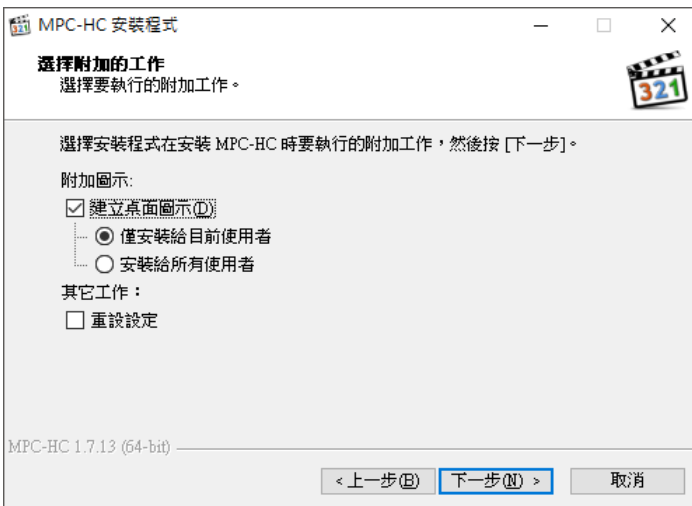 MPC-HC 安裝程式
選擇附加的工作
選擇要執行的附加工作。
321
選擇安裝程式在安裝 MPC-HC 時要執行的附加工作，然後按 [下一步]。
附加圖示:
建立桌面圖示(D)
僅安裝給目前使用者
安裝給所有使用者
其它工作：
重設設定
MPC-HC 1.7.13 (64-bit)
<上一步(B) 下一步(N) > 取消